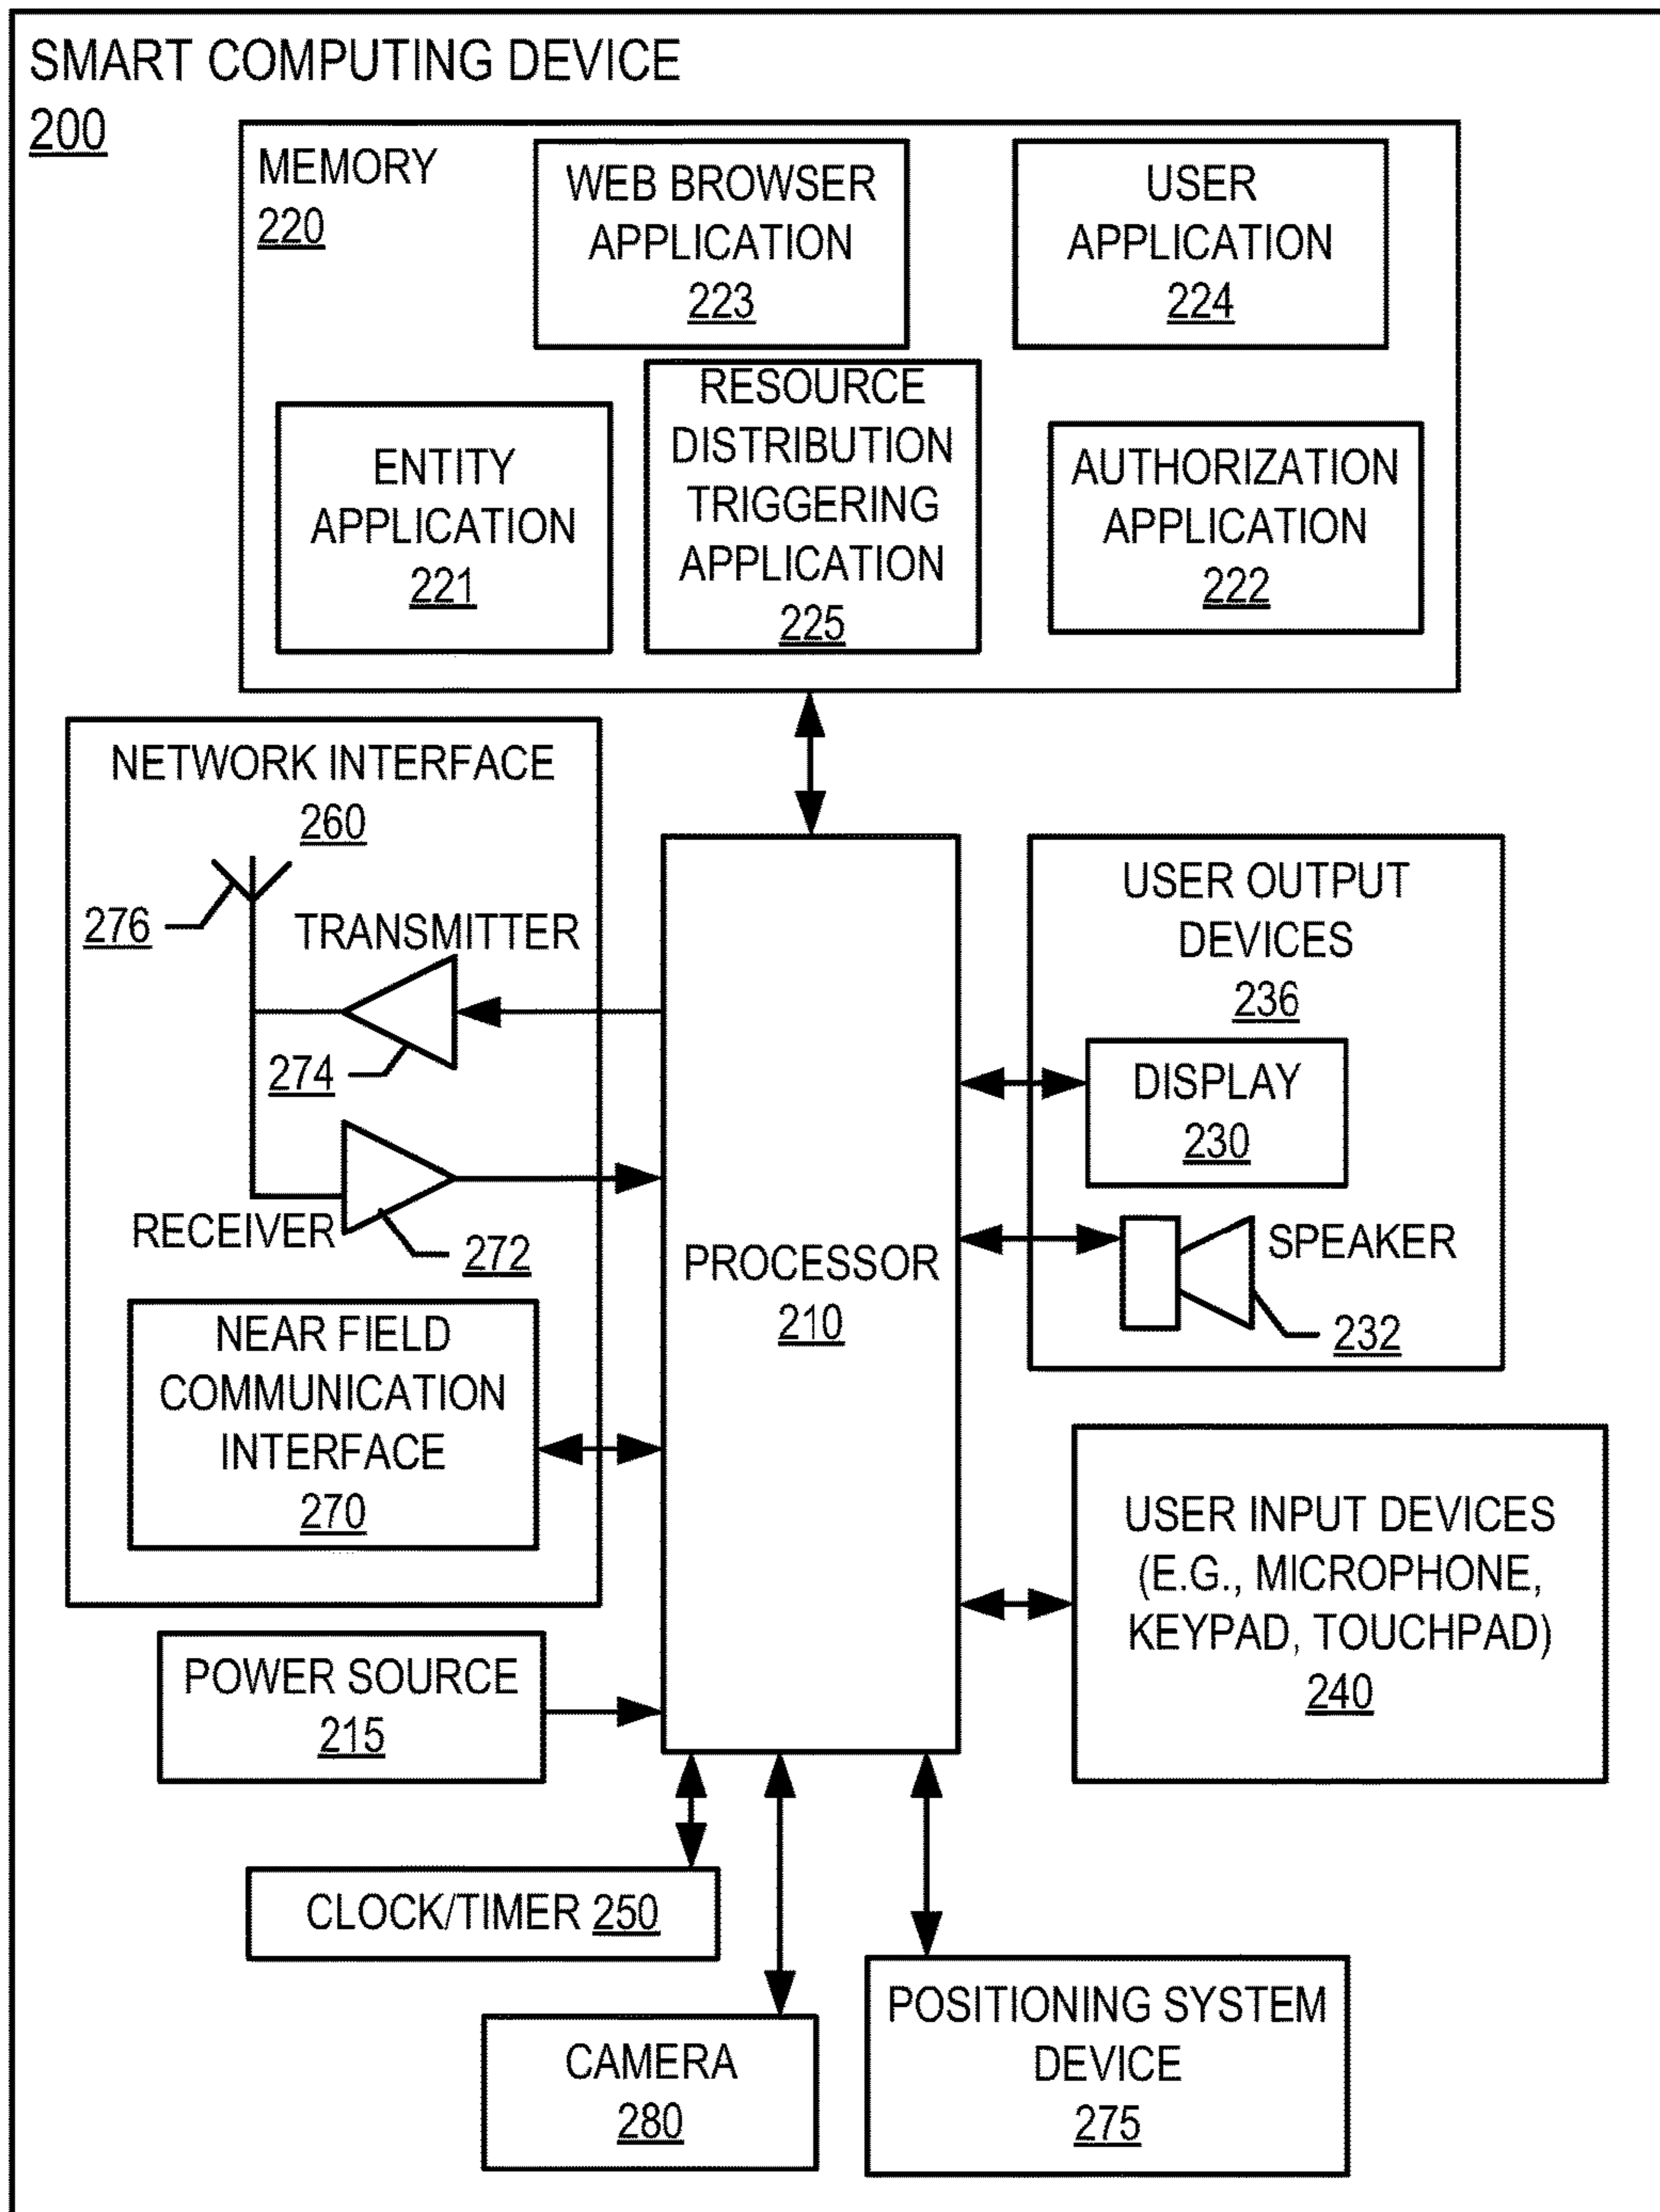 SMART COMPUTING DEVICE
200
MEMORY
220
WEB BROWSER
APPLICATION
223
USER
APPLICATION
224
ENTITY
APPLICATION
221
RESOURCE
DISTRIBUTION
TRIGGERING
APPLICATION
225
AUTHORIZATION
APPLICATION
222
NETWORK INTERFACE
260
276
TRANSMITTER
274
RECEIVER
272
NEAR FIELD
COMMUNICATION
INTERFACE
270
PROCESSOR
210
USER OUTPUT
DEVICES
236
DISPLAY
230
SPEAKER
232
USER INPUT DEVICES
(E.G., MICROPHONE,
KEYPAD, TOUCHPAD)
240
POWER SOURCE
215
CLOCK/TIMER 250
CAMERA
280
POSITIONING SYSTEM
DEVICE
275